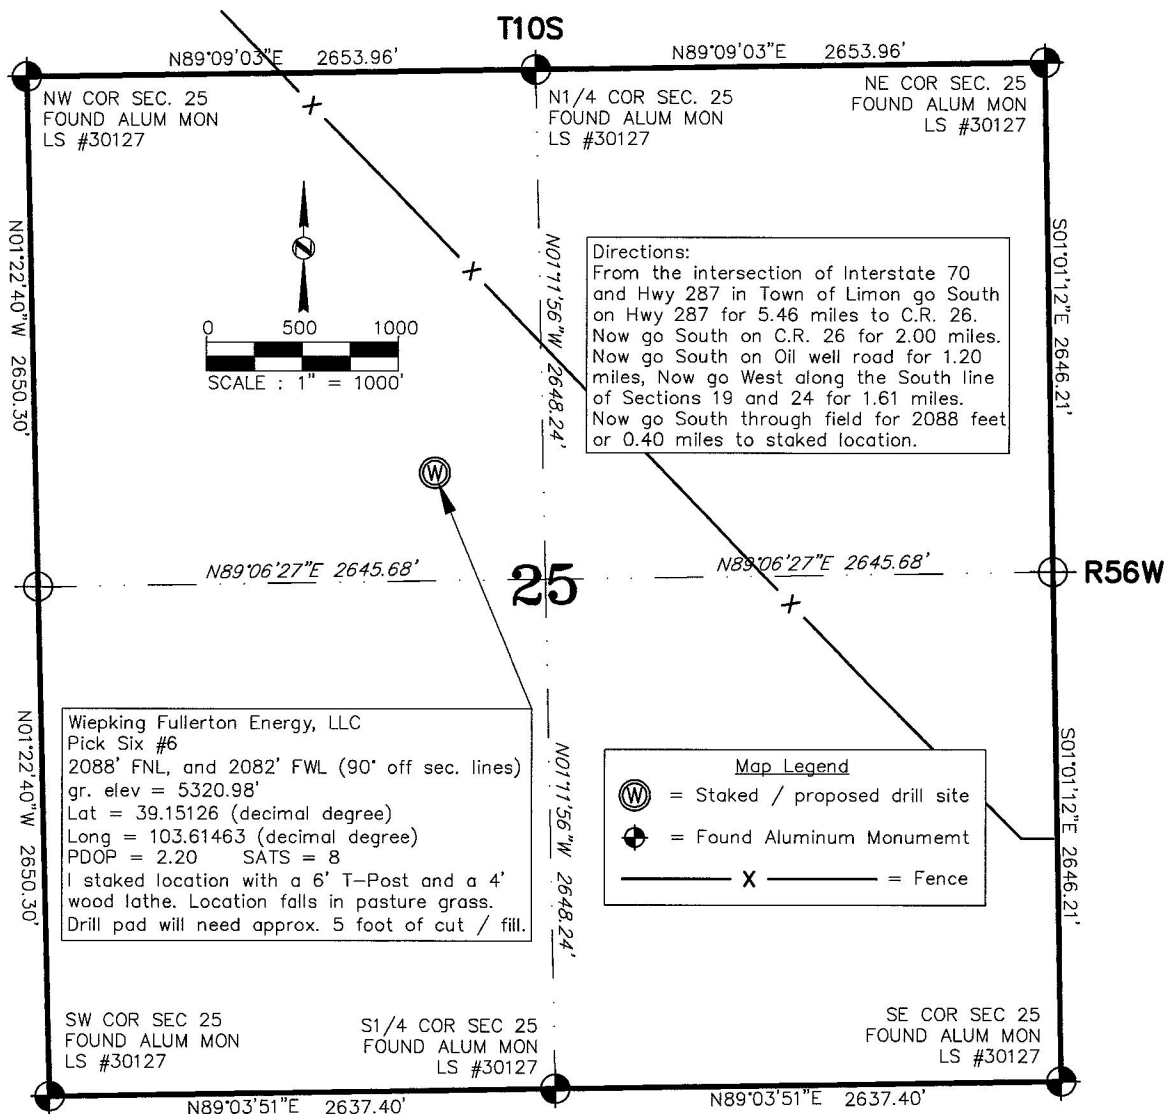 T10S
N89°09'03"E 2653.96'
N89°09'03"E 2653.96'
NW COR SEC. 25
FOUND ALUM MON
LS #30127
N1/4 COR SEC. 25
FOUND ALUM MON
LS #30127
NE COR SEC. 25
FOUND ALUM MON
LS #30127
X
N
0 500 1000
SCALE : 1" = 1000'
N01°22'40"W 2650.30'
N01°11'56"W 2648.24'
S01°01'12"E 2646.21'
X
Directions:
From the intersection of Interstate 70
and Hwy 287 in Town of Limon go South
on Hwy 287 for 5.46 miles to C.R. 26.
Now go South on C.R. 26 for 2.00 miles.
Now go South on Oil well road for 1.20
miles, Now go West along the South line
of Sections 19 and 24 for 1.61 miles.
Now go South through field for 2088 feet
or 0.40 miles to staked location.
W
N89°06'27"E 2645.68'
25
N89°06'27"E 2645.68'
R56W
X
N01°22'40"W 2650.30'
Wiepking Fullerton Energy, LLC
Pick Six #6
2088' FNL, and 2082' FWL (90° off sec. lines)
gr. elev = 5320.98'
Lat = 39.15126 (decimal degree)
Long = 103.61463 (decimal degree)
PDOP = 2.20 SATS = 8
I staked location with a 6' T-Post and a 4'
wood lathe. Location falls in pasture grass.
Drill pad will need approx. 5 foot of cut / fill.
N01°11'56"W 2648.24'
Map Legend
W = Staked / proposed drill site
= Found Aluminum Monumemt
X = Fence
S01°01'12"E 2646.21'
SW COR SEC 25
FOUND ALUM MON
LS #30127
S1/4 COR SEC 25
FOUND ALUM MON
LS #30127
SE COR SEC 25
FOUND ALUM MON
LS #30127
N89°03'51"E 2637.40'
N89°03'51"E 2637.40'